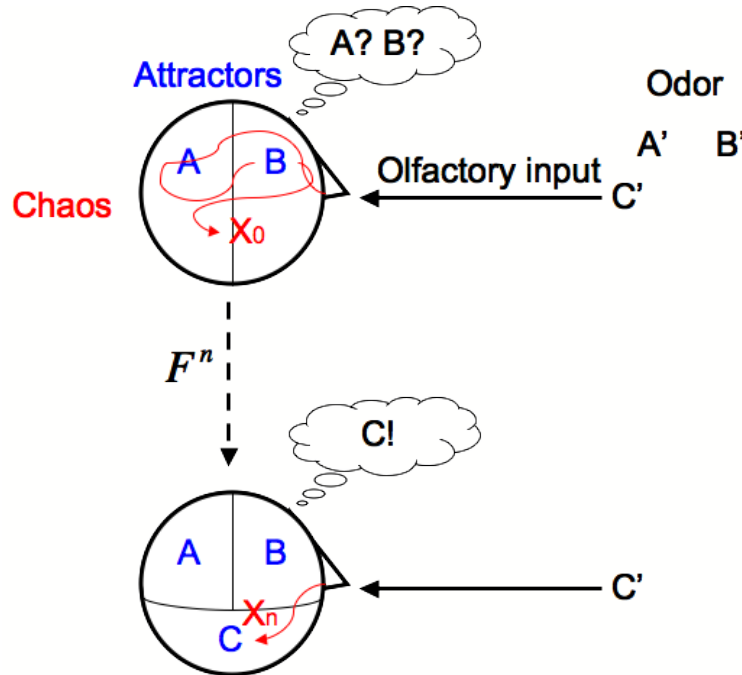 A? B?
Attractors
Odor
A' B'
A B
Olfactory input
C'
Chaos
X0
F^n
C!
A B
C'
Xn
C